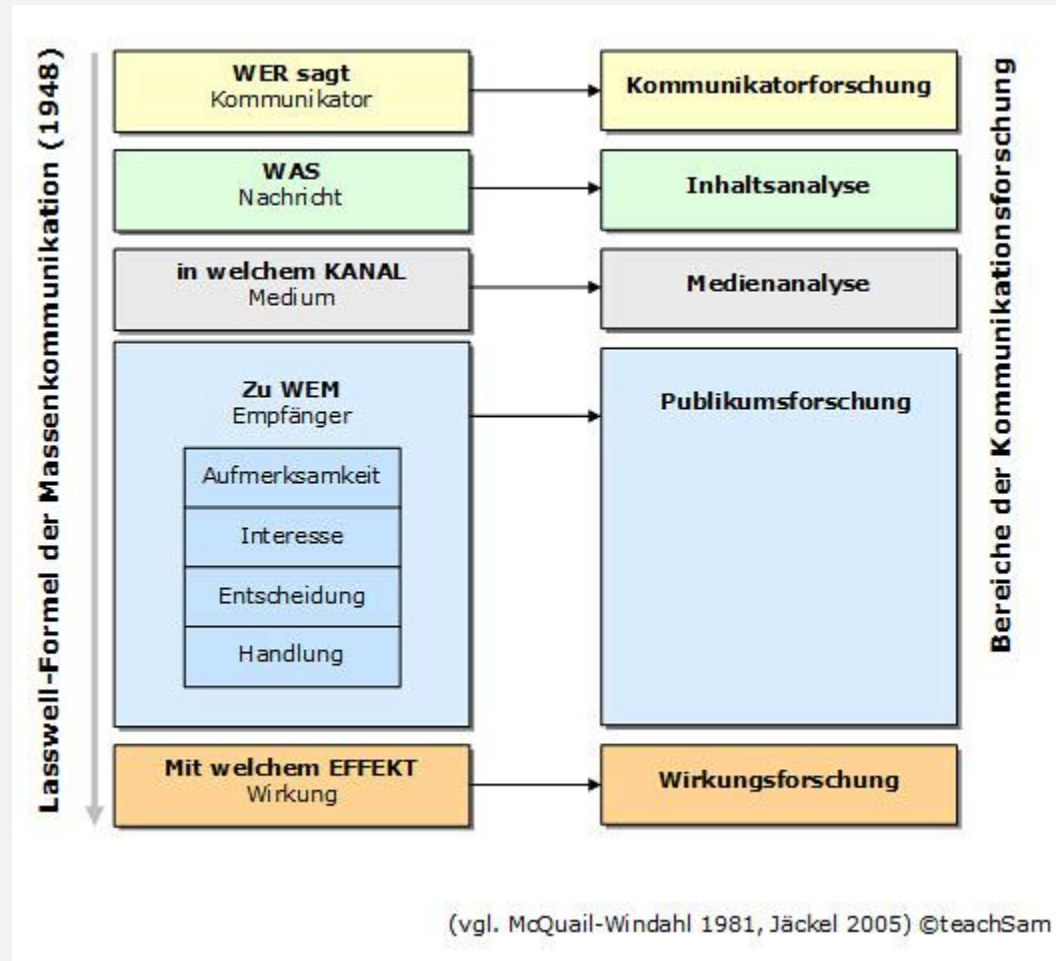 Lasswell-Formel der Massenkommunikation (1948)
WER sagt
Kommunikator
Kommunikatorforschung
WAS
Nachricht
Inhaltsanalyse
in welchem KANAL
Medium
Medienanalyse
Zu WEM
Empfänger
Publikumsforschung
Aufmerksamkeit
Interesse
Entscheidung
Handlung
Mit welchem EFFEKT
Wirkung
Wirkungsforschung
Bereiche der Kommunikationsforschung
(vgl. McQuail-Windahl 1981, Jäckel 2005) ©teachSam